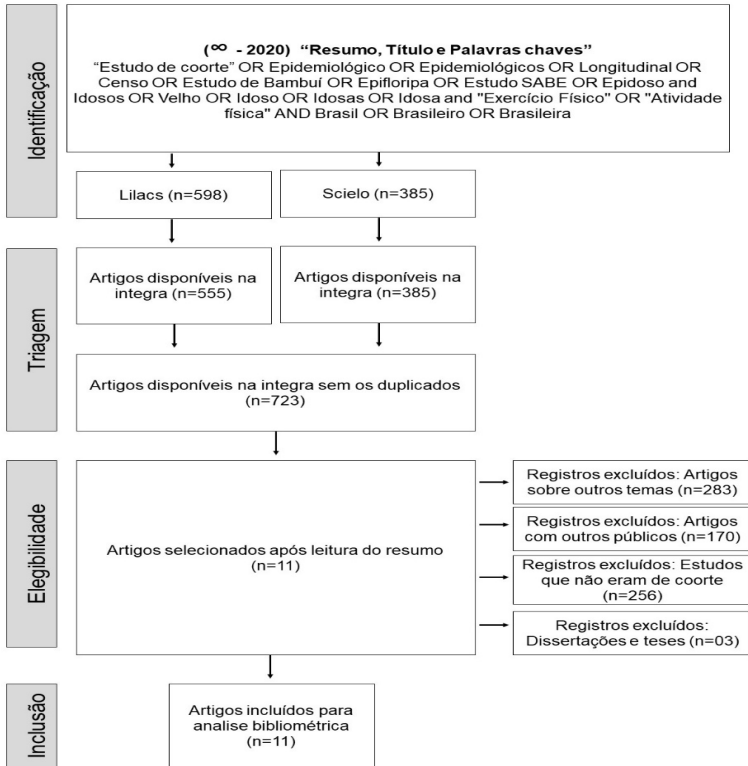 Identificação
(∞ - 2020) “Resumo, Título e Palavras chaves”
“Estudo de coorte” OR Epidemiológico OR Epidemiológicos OR Longitudinal OR
Censo OR Estudo de Bambuí OR Epifloripa OR Estudo SABE OR Epidoso and
Idosos OR Velho OR Idoso OR Idosas OR Idosa and "Exercício Físico" OR "Atividade
física" AND Brasil OR Brasileiro OR Brasileira
Lilacs (n=598)
Scielo (n=385)
Triagem
Artigos disponíveis na
integra (n=555)
Artigos disponíveis na
integra (n=385)
Artigos disponíveis na integra sem os duplicados
(n=723)
Elegibilidade
Artigos selecionados após leitura do resumo
(n=11)
Registros excluídos: Artigos
sobre outros temas (n=283)
Registros excluídos: Artigos
com outros públicos (n=170)
Registros excluídos: Estudos
que não eram de coorte
(n=256)
Registros excluídos:
Dissertações e teses (n=03)
Inclusão
Artigos incluídos para
analise bibliométrica
(n=11)